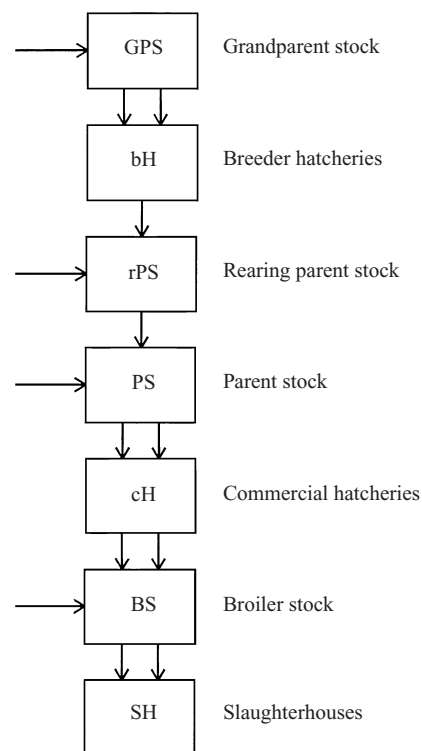 GPS Grandparent stock
bH Breeder hatcheries
rPS Rearing parent stock
PS Parent stock
cH Commercial hatcheries
BS Broiler stock
SH Slaughterhouses